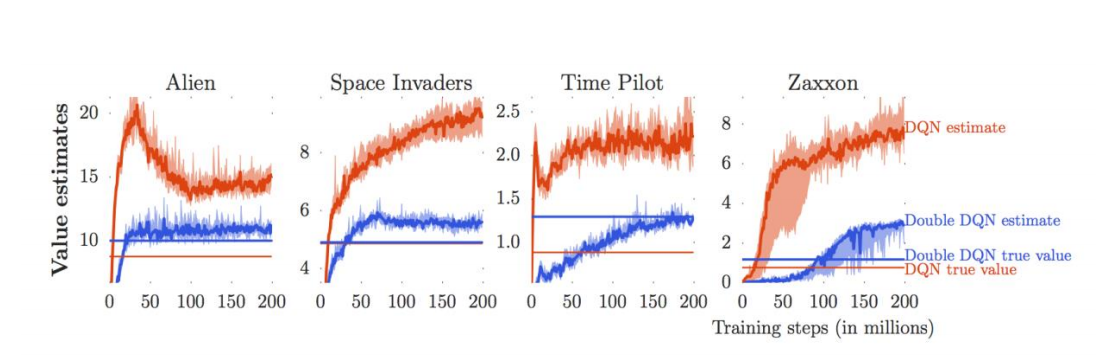 Alien
Space Invaders
Time Pilot
Zaxxon
Value estimates
20
15
10
8
6
4
2.5
2.0
1.5
1.0
8
6
4
2
0
DQN estimate
Double DQN estimate
Double DQN true value
DQN true value
0 50 100 150 200
0 50 100 150 200
0 50 100 150 200
0 50 100 150 200
Training steps (in millions)